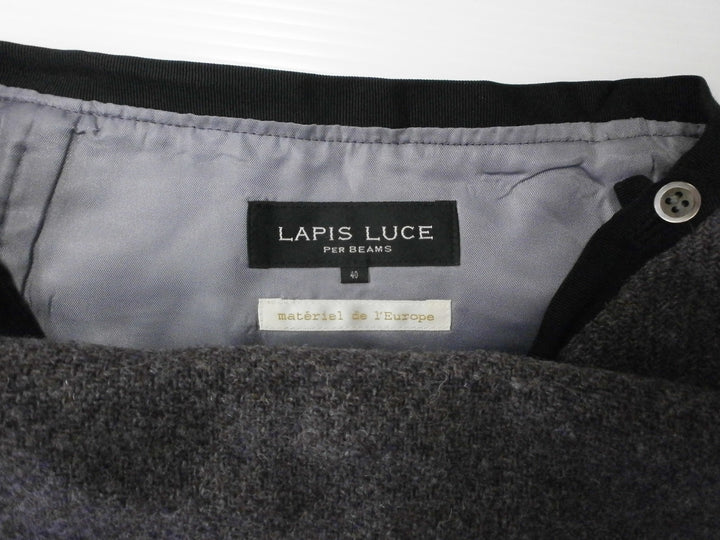 LAPIS LUCE
PER BEAMS
40
matériel de l'Europe